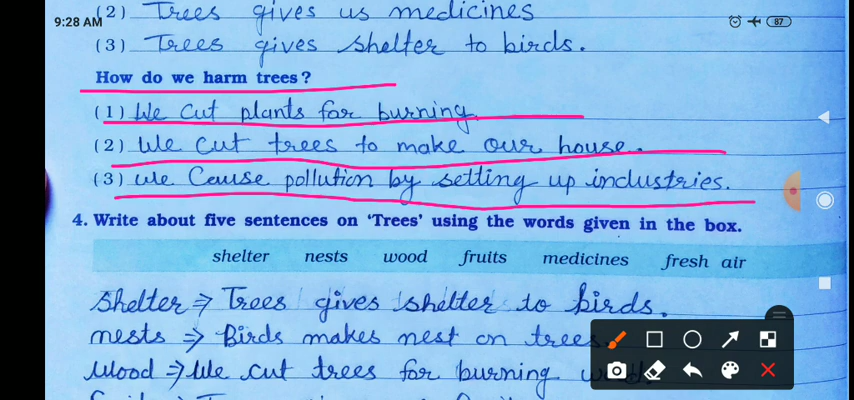 (2) Trees gives us medicines
9:28 AM
87
(3) Trees gives shelter to birds.
How do we harm trees?
(1) We cut plants for burning.
(2) We cut trees to make our house.
(3) We Cause pollution by setting up industries.
4. Write about five sentences on 'Trees' using the words given in the box.
shelter nests wood fruits medicines fresh air
Shelter ⇒ Trees gives shelter to birds.
nests ⇒ Birds makes nest on trees
Wood ⇒ We cut trees for burning